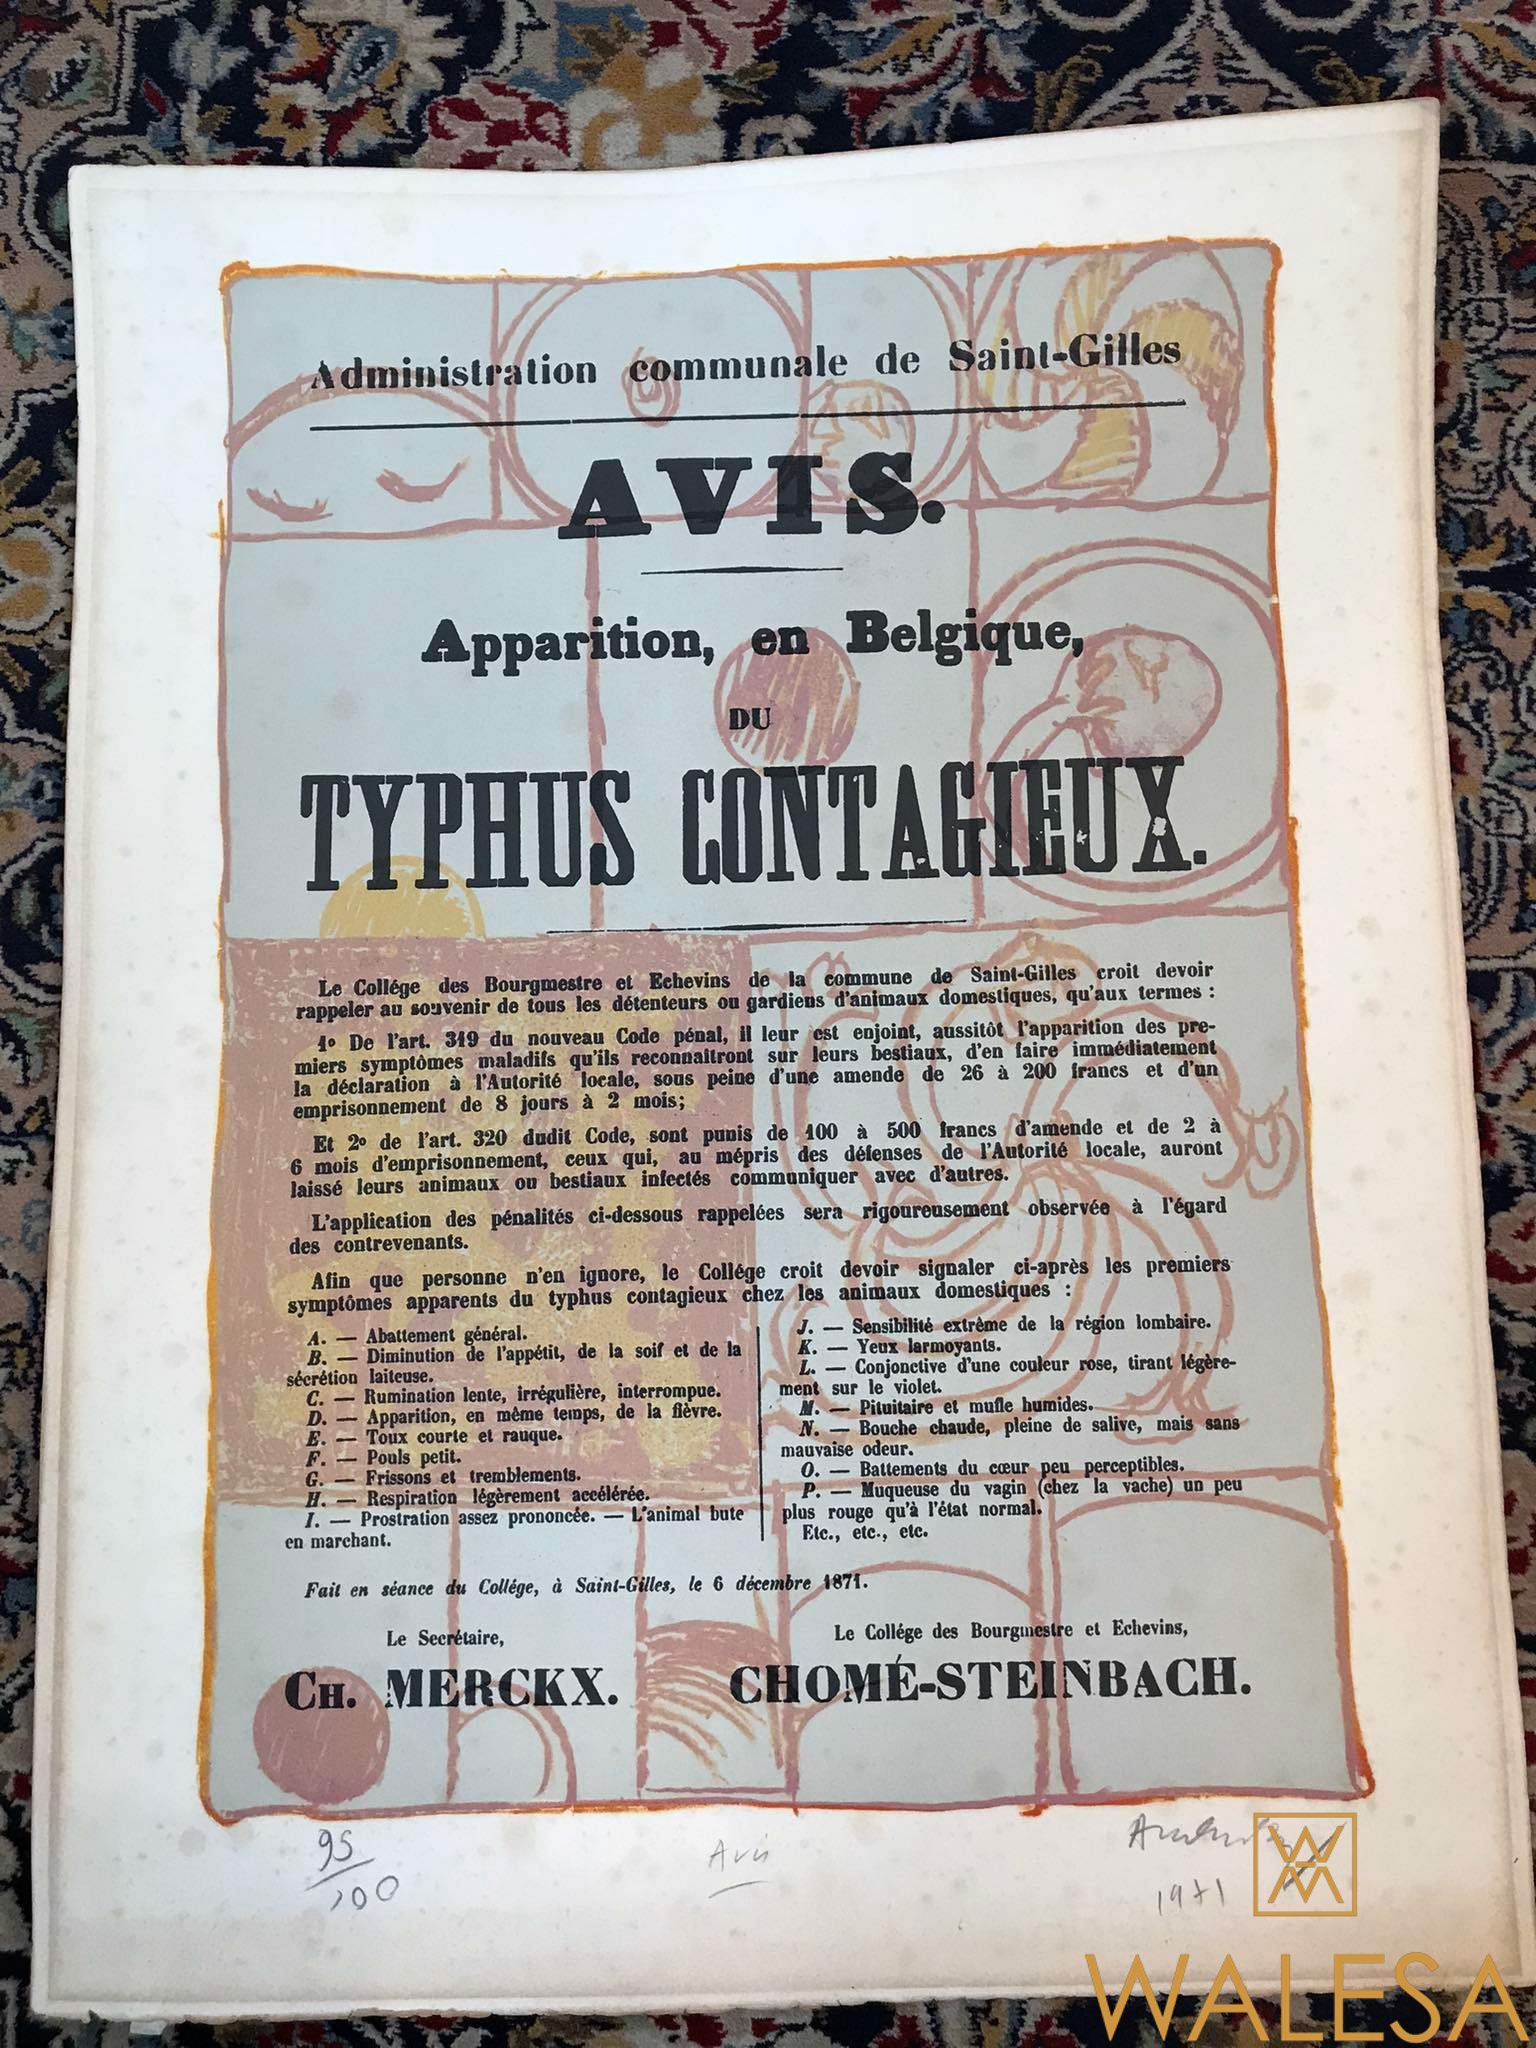 Administration communale de Saint-Gilles
AVIS.
Apparition, en Belgique,
DU
TYPHUS CONTAGIEUX.
Le Collége des Bourgmestre et Echevins de la commune de Saint-Gilles croit devoir
rappeler au souvenir de tous les détenteurs ou gardiens d'animaux domestiques, qu'aux termes :
1º De l'art. 319 du nouveau Code pénal, il leur est enjoint, aussitôt l'apparition des pre-
miers symptômes maladifs qu'ils reconnaîtront sur leurs bestiaux, d'en faire immédiatement
la déclaration à l'Autorité locale, sous peine d'une amende de 26 à 200 francs et d'un
emprisonnement de 8 jours à 2 mois;
Et 2º de l'art. 320 dudit Code, sont punis de 100 à 500 francs d'amende et de 2 à
6 mois d'emprisonnement, ceux qui, au mépris des défenses de l'Autorité locale, auront
laissé leurs animaux ou bestiaux infectés communiquer avec d'autres.
L'application des pénalités ci-dessous rappelées sera rigoureusement observée à l'égard
des contrevenants.
Afin que personne n'en ignore, le Collége croit devoir signaler ci-après les premiers
symptômes apparents du typhus contagieux chez les animaux domestiques :
A. — Abattement général.
B. — Diminution de l'appétit, de la soif et de la
sécrétion laiteuse.
C. — Rumination lente, irrégulière, interrompue.
D. — Apparition, en même temps, de la fièvre.
E. — Toux courte et rauque.
F. — Pouls petit.
G. — Frissons et tremblements.
H. — Respiration légèrement accélérée.
I. — Prostration assez prononcée. — L'animal bute
en marchant.
J. — Sensibilité extrême de la région lombaire.
K. — Yeux larmoyants.
L. — Conjonctive d'une couleur rose, tirant légère-
ment sur le violet.
M. — Pituitaire et mufle humides.
N. — Bouche chaude, pleine de salive, mais sans
mauvaise odeur.
O. — Battements du cœur peu perceptibles.
P. — Muqueuse du vagin (chez la vache) un peu
plus rouge qu'à l'état normal.
Etc., etc., etc.
Fait en séance du Collége, à Saint-Gilles, le 6 décembre 1871.
Le Secrétaire,
CH. MERCKX.
Le Collége des Bourgmestre et Echevins,
CHOMÉ-STEINBACH.
95/100
Avis
1971
WALESA